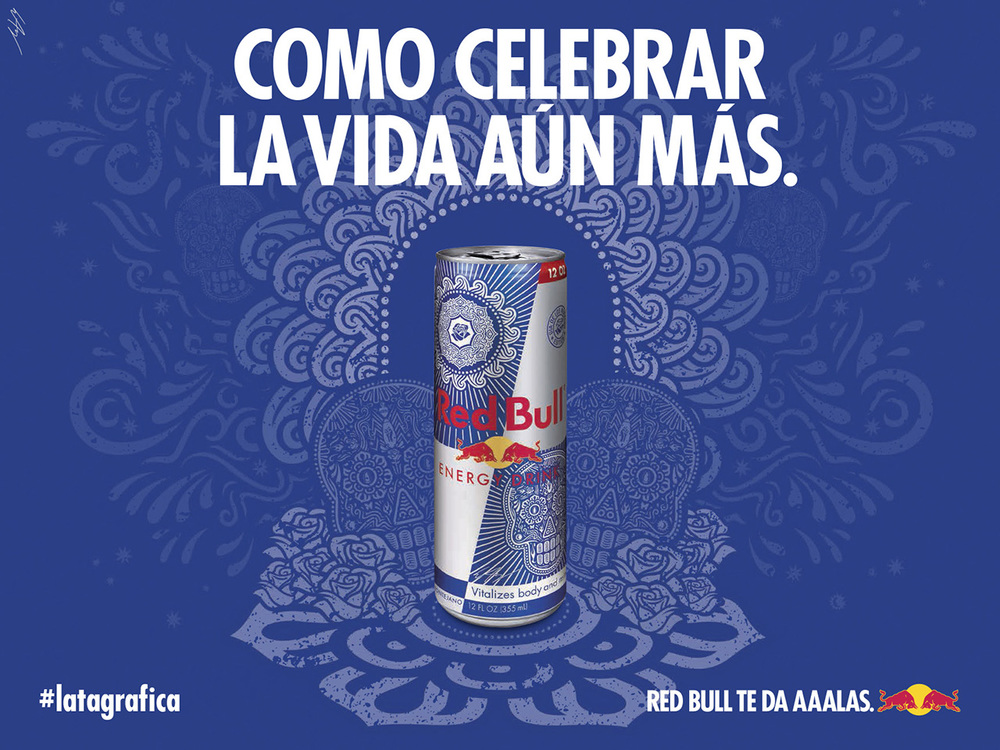 COMO CELEBRAR
LA VIDA AÚN MÁS.
12 OZ
Red Bull
ENERGY DRINK
Vitalizes body and
12 FL OZ (355 mL)
#latagrafica
RED BULL TE DA AAALAS.